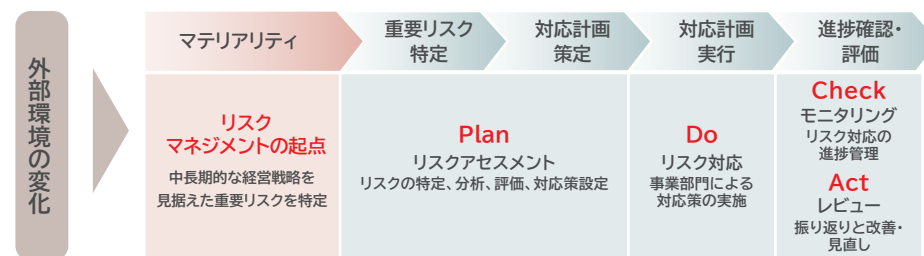 外部環境の変化
マテリアリティ
重要リスク
特定
対応計画
策定
対応計画
実行
進捗確認・
評価
リスク
マネジメントの起点
中長期的な経営戦略を
見据えた重要リスクを特定
Plan
リスクアセスメント
リスクの特定、分析、評価、対応策設定
Do
リスク対応
事業部門による
対応策の実施
Check
モニタリング
リスク対応の
進捗管理
Act
レビュー
振り返りと改善・
見直し